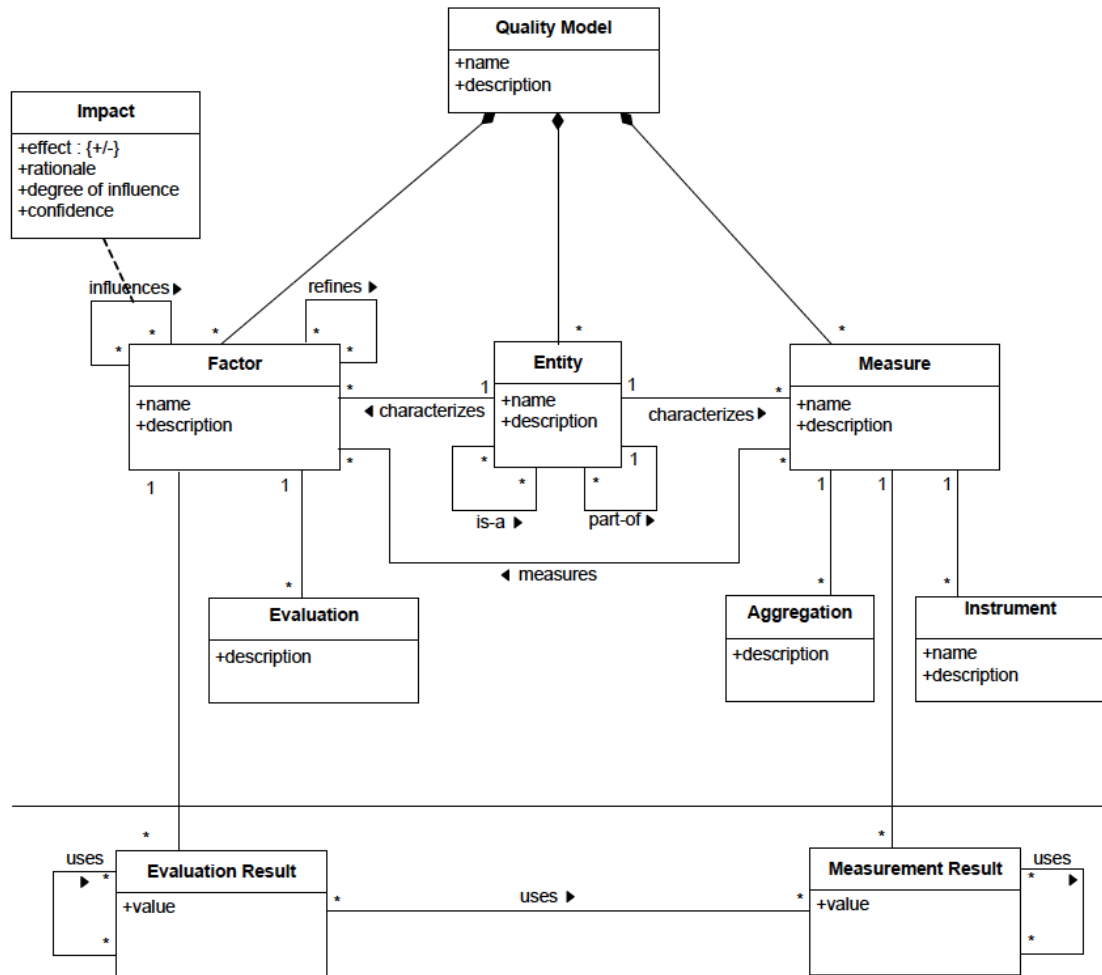 Quality Model
+name
+description
Impact
+effect : {+/-}
+rationale
+degree of influence
+confidence
influences ▶
refines ▶
* * * * * * *
Factor
+name
+description
Entity
+name
+description
Measure
+name
+description
* 1
◀ characterizes
1 *
characterizes ▶
* *
is-a ▶
1 *
part-of ▶
* *
◀ measures
1 1 1 1 1
* * *
Evaluation
+description
Aggregation
+description
Instrument
+name
+description
* *
uses
▶
* *
Evaluation Result
+value
* *
uses ▶
Measurement Result
+value
uses
▶
* *